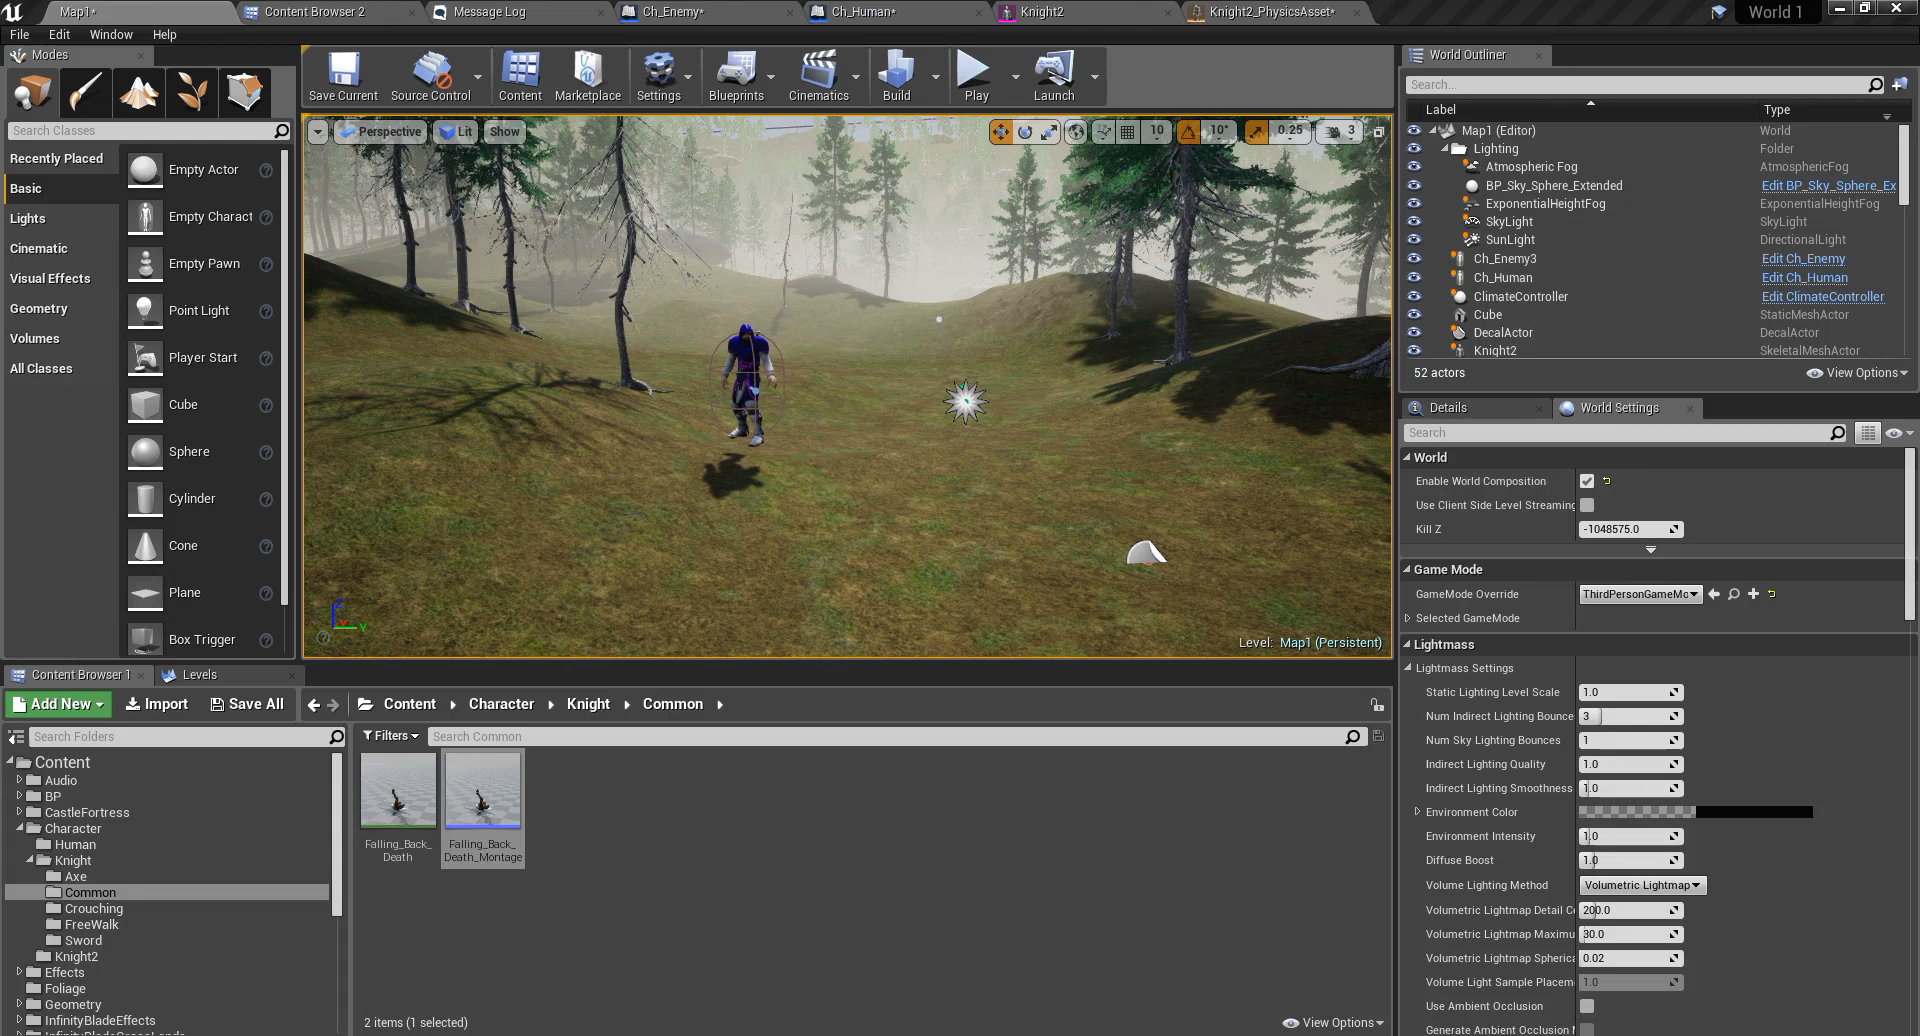 Map1*
Content Browser 2
Message Log
Ch_Enemy*
Ch_Human*
Knight2
Knight2_PhysicsAsset*
World 1
File Edit Window Help
Modes
Search Classes
Recently Placed
Basic
Lights
Cinematic
Visual Effects
Geometry
Volumes
All Classes
Empty Actor
Empty Charact
Empty Pawn
Point Light
Player Start
Cube
Sphere
Cylinder
Cone
Plane
Box Trigger
Save Current
Source Control
Content
Marketplace
Settings
Blueprints
Cinematics
Build
Play
Launch
Perspective
Lit
Show
10
10°
0.25
3
Z
Y
Level: Map1 (Persistent)
World Outliner
Search...
Label Type
Map1 (Editor) World
Lighting Folder
Atmospheric Fog AtmosphericFog
BP_Sky_Sphere_Extended Edit BP_Sky_Sphere_Ex
ExponentialHeightFog ExponentialHeightFog
SkyLight SkyLight
SunLight DirectionalLight
Ch_Enemy3 Edit Ch_Enemy
Ch_Human Edit Ch_Human
ClimateController Edit ClimateController
Cube StaticMeshActor
DecalActor DecalActor
Knight2 SkeletalMeshActor
52 actors View Options
Details
World Settings
Search
World
Enable World Composition
Use Client Side Level Streaming
Kill Z -1048575.0
Game Mode
GameMode Override ThirdPersonGameMo
Selected GameMode
Lightmass
Lightmass Settings
Static Lighting Level Scale 1.0
Num Indirect Lighting Bounce 3
Num Sky Lighting Bounces 1
Indirect Lighting Quality 1.0
Indirect Lighting Smoothness 1.0
Environment Color
Environment Intensity 1.0
Diffuse Boost 1.0
Volume Lighting Method Volumetric Lightmap
Volumetric Lightmap Detail Ce 200.0
Volumetric Lightmap Maximu 30.0
Volumetric Lightmap Spherica 0.02
Volume Light Sample Placem 1.0
Use Ambient Occlusion
Generate Ambient Occlusion M
Content Browser 1
Levels
Add New Import Save All
Content Character Knight Common
Search Folders
Filters Search Common
Content
Audio
BP
CastleFortress
Character
Human
Knight
Axe
Common
Crouching
FreeWalk
Sword
Knight2
Effects
Foliage
Geometry
InfinityBladeEffects
Falling_Back_
Death
Falling_Back_
Death_Montage
2 items (1 selected) View Options